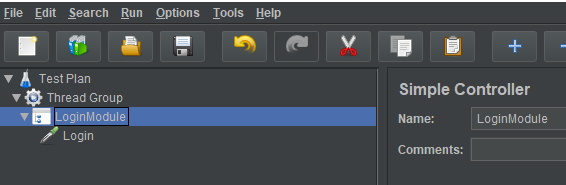 File Edit Search Run Options Tools Help
Test Plan
Thread Group
LoginModule
Login
Simple Controller
Name: LoginModule
Comments: